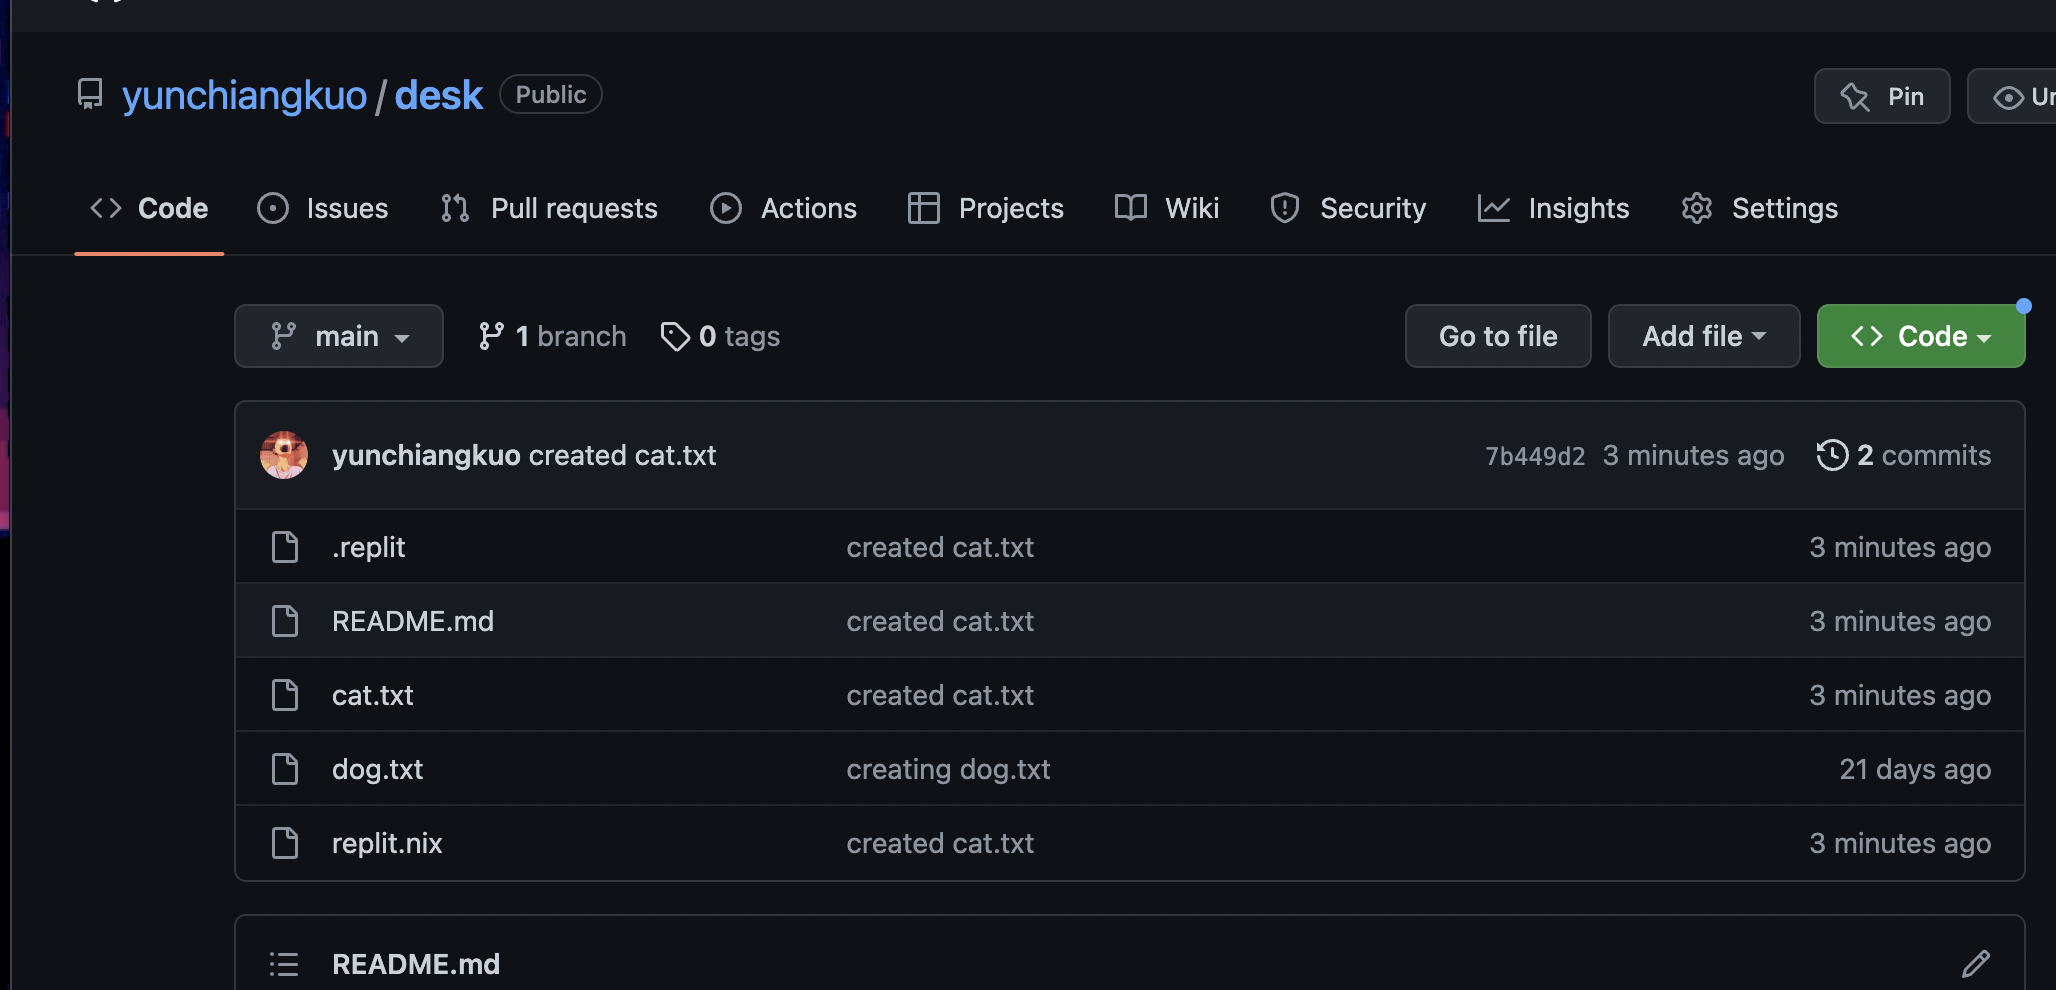 yunchiangkuo / desk Public Pin
Code Issues Pull requests Actions Projects Wiki Security Insights Settings
main 1 branch 0 tags Go to file Add file Code
yunchiangkuo created cat.txt 7b449d2 3 minutes ago 2 commits
.replit created cat.txt 3 minutes ago
README.md created cat.txt 3 minutes ago
cat.txt created cat.txt 3 minutes ago
dog.txt creating dog.txt 21 days ago
replit.nix created cat.txt 3 minutes ago
README.md